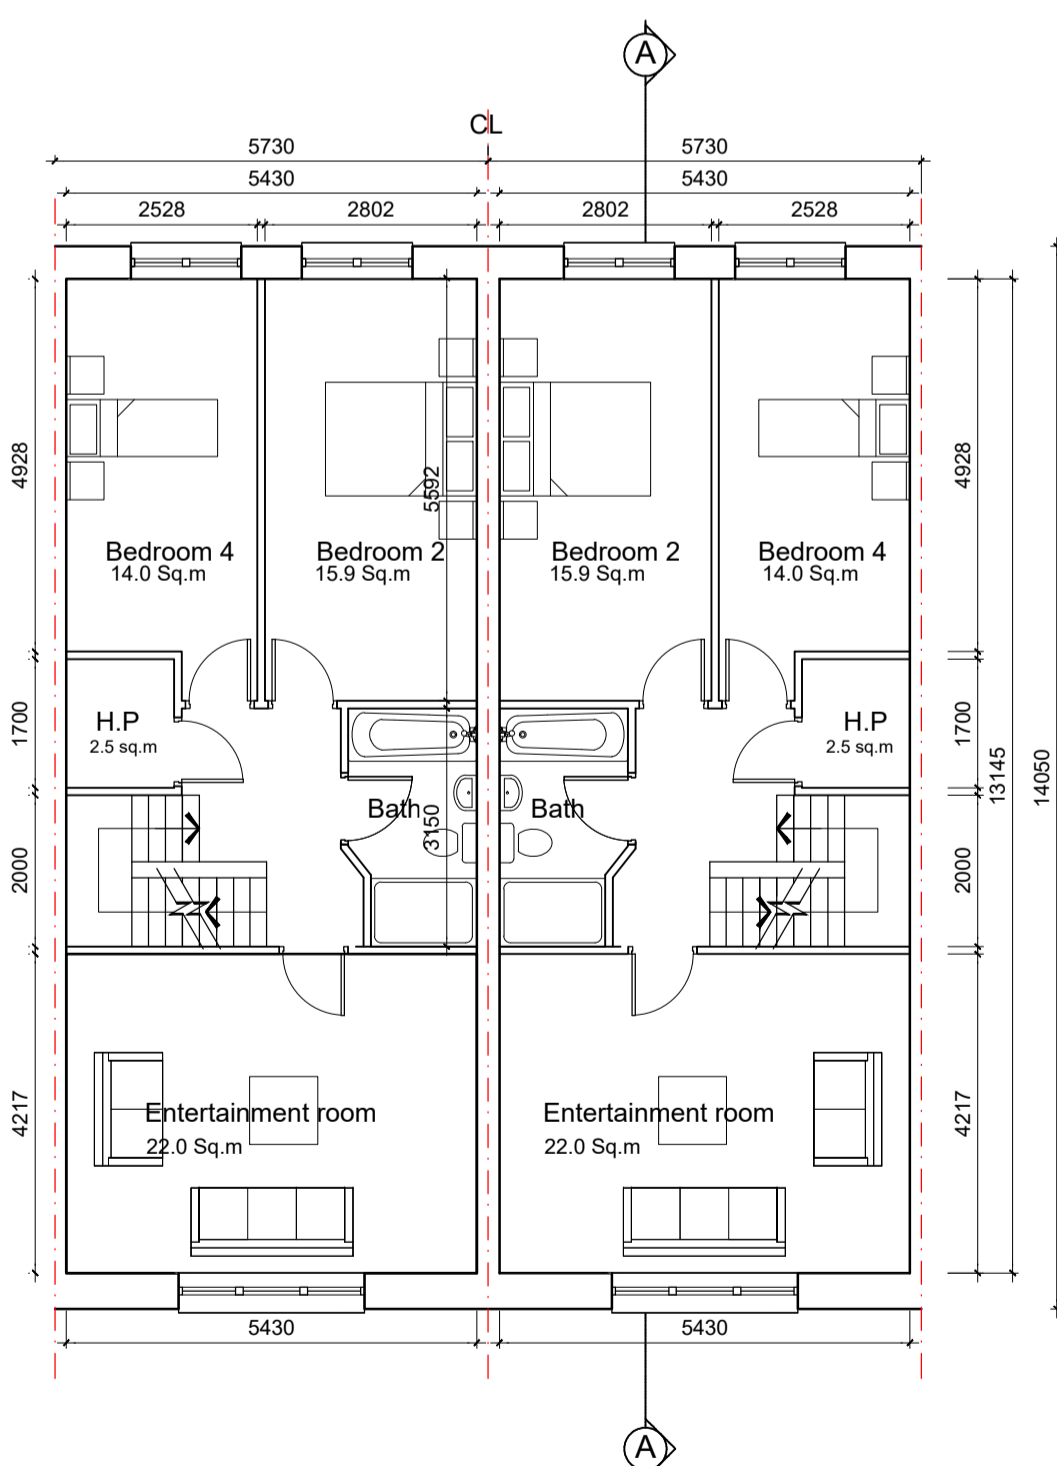 A
CL
5730
5730
5430
5430
2528
2802
2802
2528
4928
5592
4928
Bedroom 4
14.0 Sq.m
Bedroom 2
15.9 Sq.m
Bedroom 2
15.9 Sq.m
Bedroom 4
14.0 Sq.m
1700
H.P
2.5 sq.m
H.P
2.5 sq.m
1700
13145
14050
Bath
3150
Bath
2000
2000
4217
Entertainment room
22.0 Sq.m
Entertainment room
22.0 Sq.m
4217
5430
5430
A